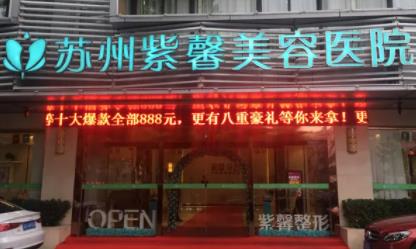 苏州紫馨美容医院
等十大爆款全部888元，更有八重豪礼等你来拿！更
OPEN
紫馨整形